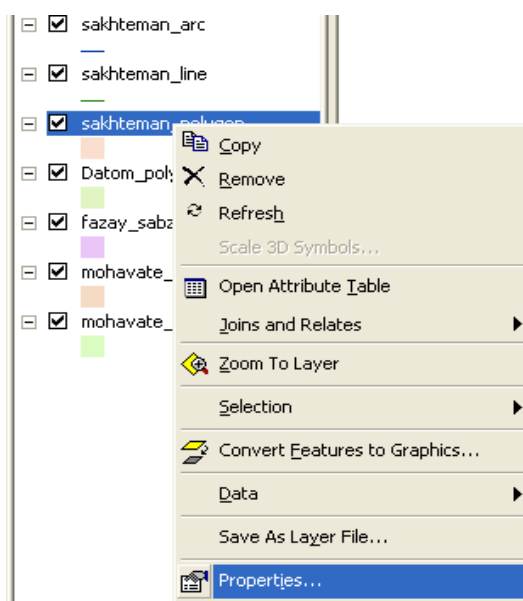 sakhteman_arc
sakhteman_line
sakhteman_polygon
Copy
Datom_poly
Remove
Refresh
fazay_sabz
Scale 3D Symbols...
mohavate_
Open Attribute Table
mohavate_
Joins and Relates
Zoom To Layer
Selection
Convert Features to Graphics...
Data
Save As Layer File...
Properties...